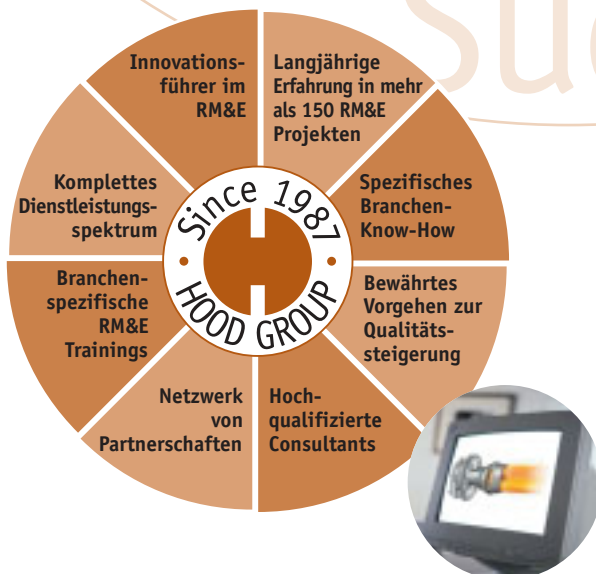 Innovations-
führer im
RM&E
Langjährige
Erfahrung in mehr
als 150 RM&E
Projekten
Spezifisches
Branchen-
Know-How
Bewährtes
Vorgehen zur
Qualitäts-
steigerung
Hoch-
qualifizierte
Consultants
Netzwerk
von
Partnerschaften
Branchen-
spezifische
RM&E
Trainings
Komplettes
Dienstleistungs-
spektrum
Since 1987
HOOD GROUP